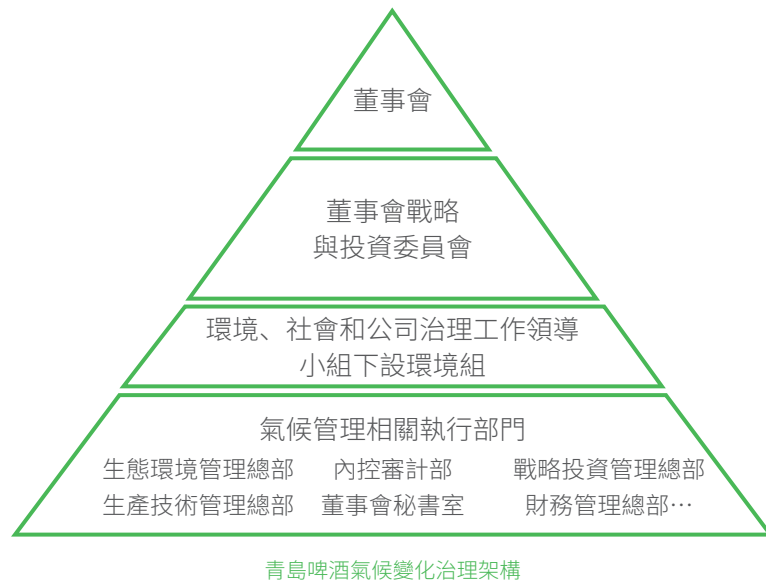 董事會
董事會戰略
與投資委員會
環境、社會和公司治理工作領導
小組下設環境組
氣候管理相關執行部門
生態環境管理總部 內控審計部 戰略投資管理總部
生產技術管理總部 董事會秘書室 財務管理總部…
青島啤酒氣候變化治理架構